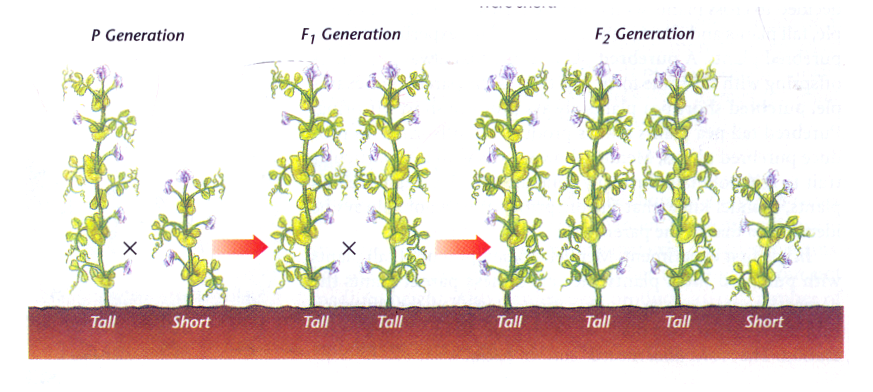 P Generation
F1 Generation
F2 Generation
×
×
Tall
Short
Tall
Tall
Tall
Tall
Tall
Short